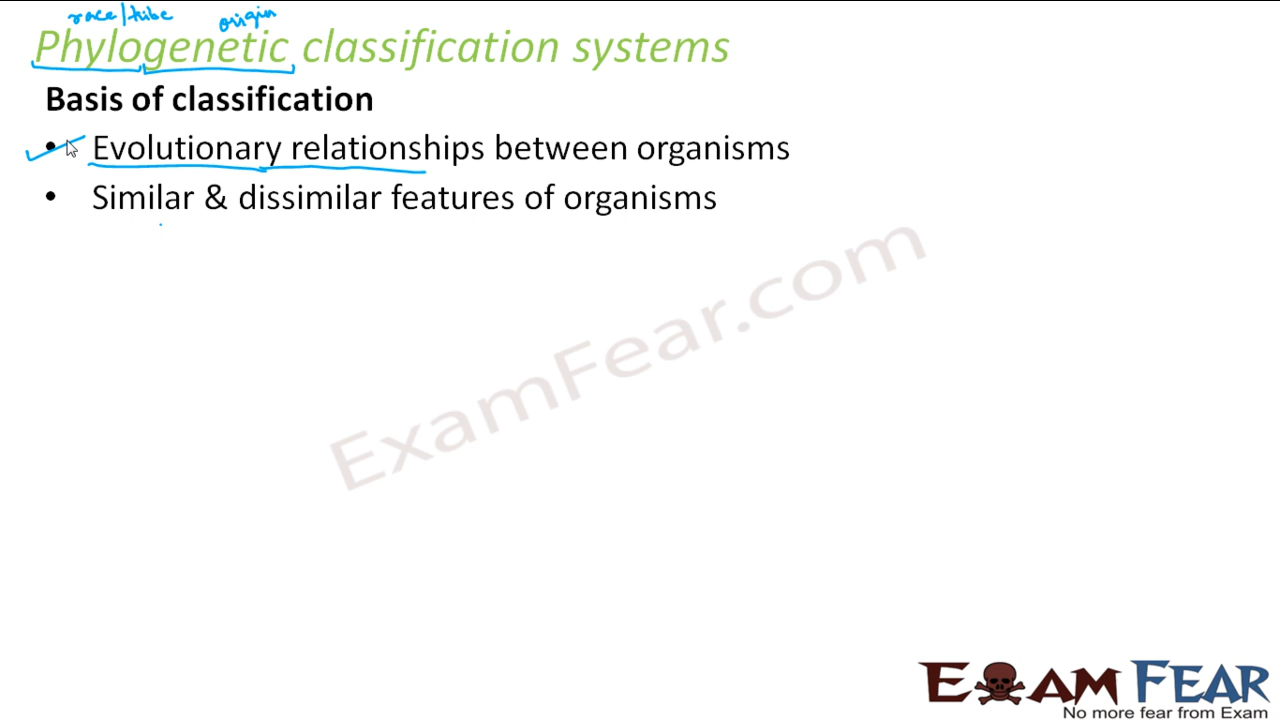 race/tribe origin
Phylogenetic classification systems
Basis of classification
• Evolutionary relationships between organisms
• Similar & dissimilar features of organisms
ExamFear.com
EXAM FEAR
No more fear from Exam